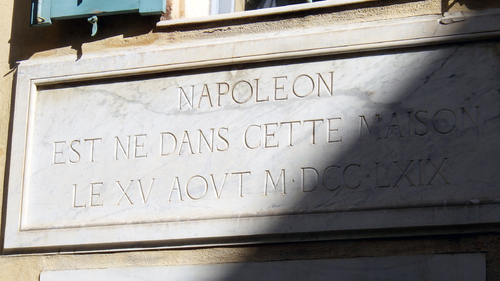 NAPOLEON
EST NE DANS CETTE MAISON
LE XV AOVT M·DCC·LXIX